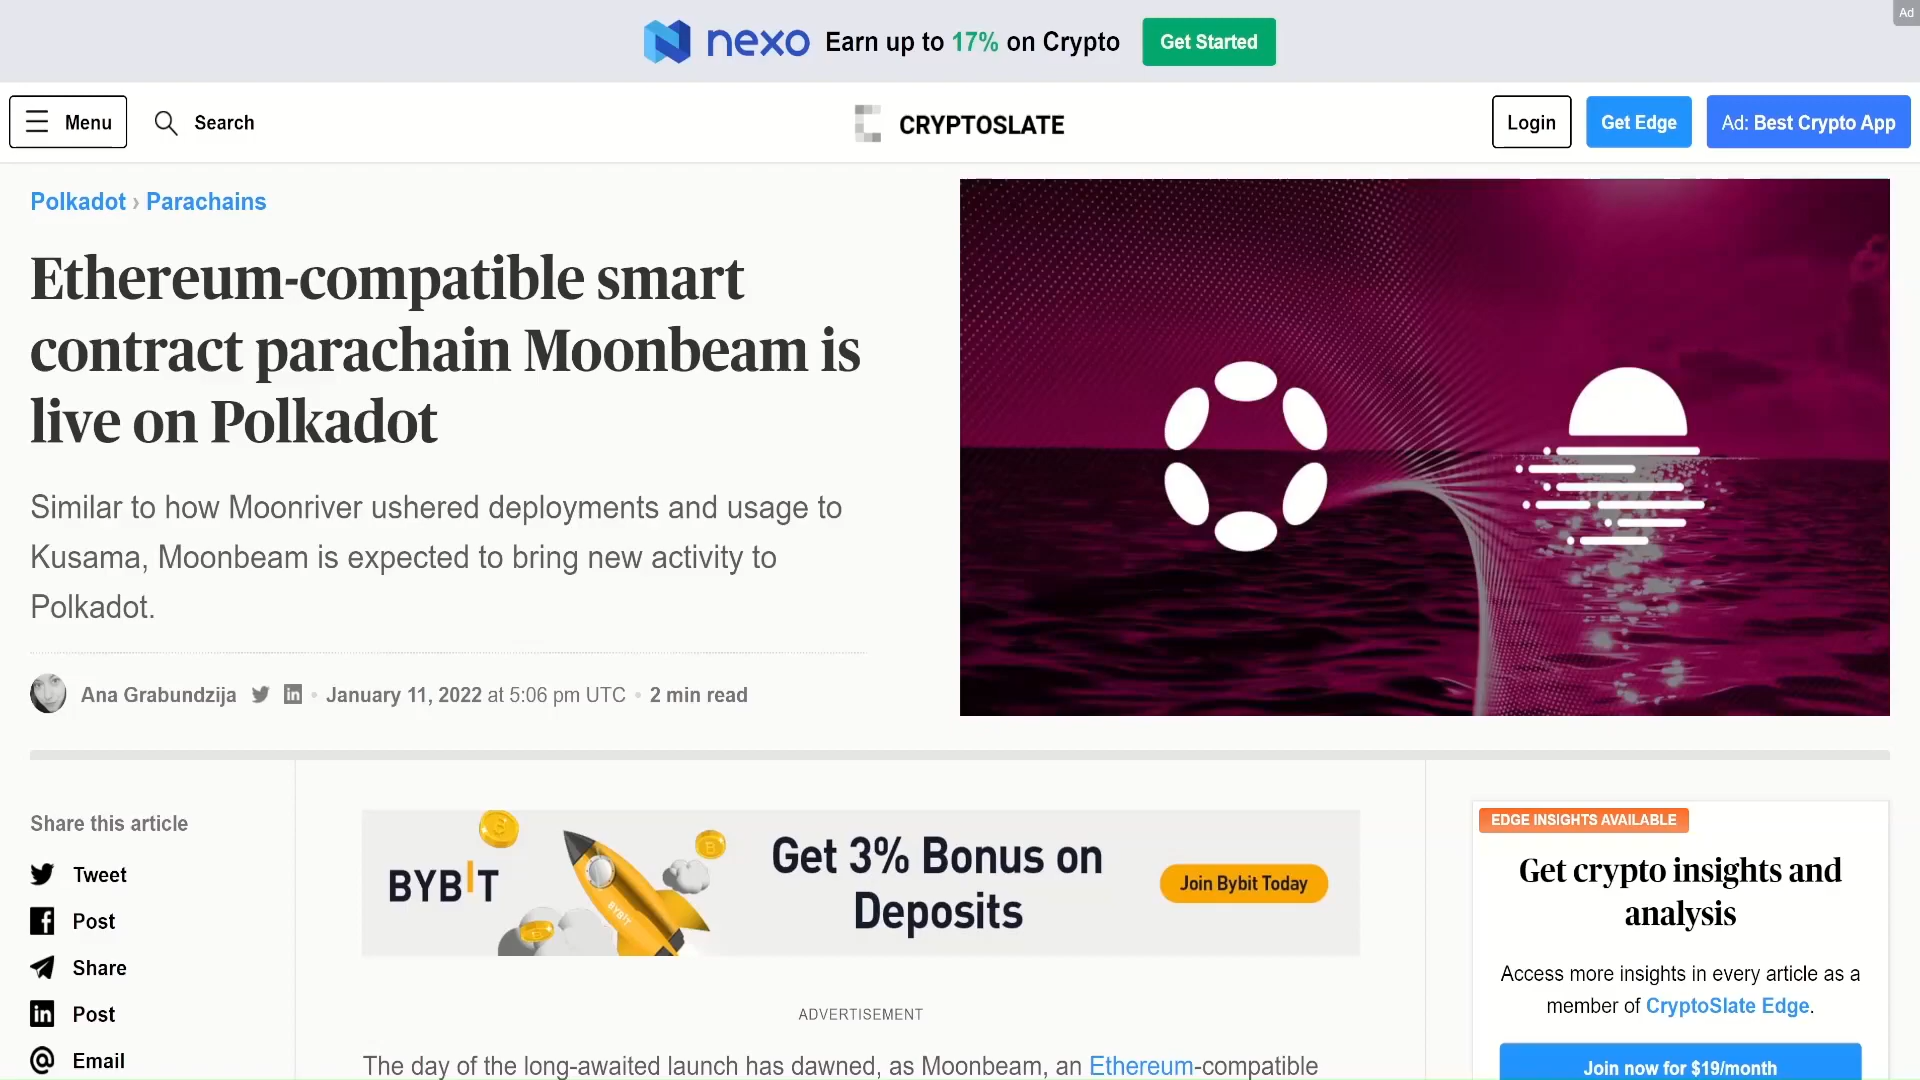 Ad
nexo Earn up to 17% on Crypto Get Started
Menu Search CRYPTOSLATE Login Get Edge Ad: Best Crypto App
Polkadot › Parachains
Ethereum-compatible smart
contract parachain Moonbeam is
live on Polkadot
Similar to how Moonriver ushered deployments and usage to
Kusama, Moonbeam is expected to bring new activity to
Polkadot.
Ana Grabundzija in • January 11, 2022 at 5:06 pm UTC • 2 min read
Share this article
Tweet
Post
Share
in Post
@ Email
BYBIT
BYBIT
Get 3% Bonus on
Deposits
Join Bybit Today
ADVERTISEMENT
The day of the long-awaited launch has dawned, as Moonbeam, an Ethereum-compatible
EDGE INSIGHTS AVAILABLE
Get crypto insights and
analysis
Access more insights in every article as a
member of CryptoSlate Edge.
Join now for $19/month